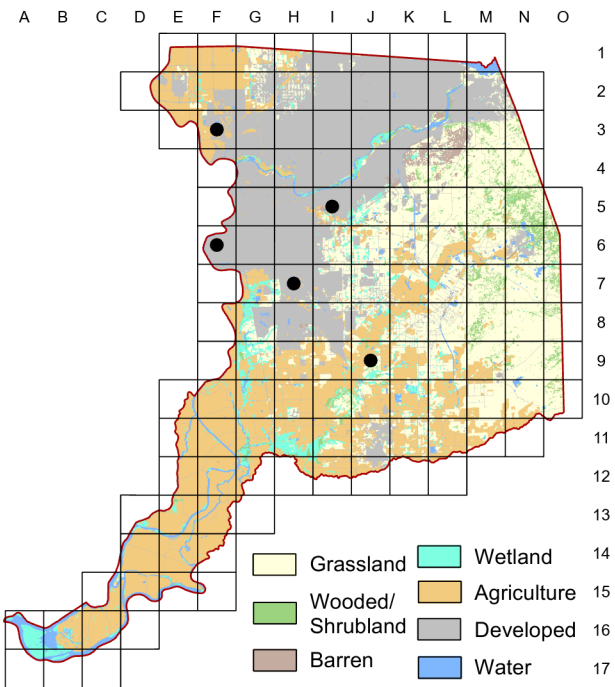 A B C D E F G H I J K L M N O
1
2
3
4
5
6
7
8
9
10
11
12
13
14
15
16
17
Grassland
Wooded/
Shrubland
Barren
Wetland
Agriculture
Developed
Water